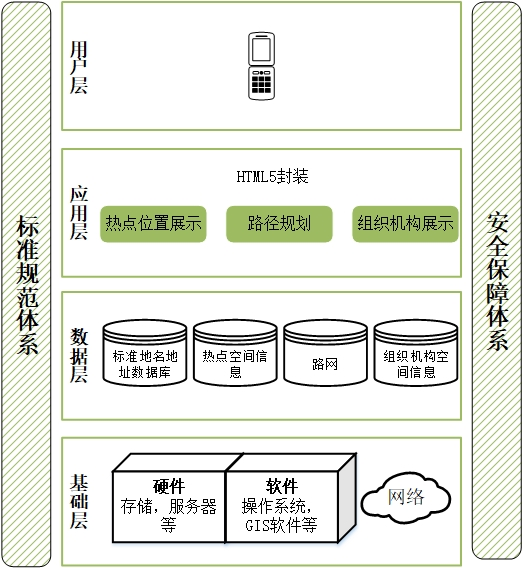 标准规范体系
用户层
应用层
HTML5封装
热点位置展示
路径规划
组织机构展示
数据层
标准地名地
址数据库
热点空间信
息
路网
组织机构空
间信息
基础层
硬件
存储，服务器
等
软件
操作系统，
GIS软件等
网络
安全保障体系